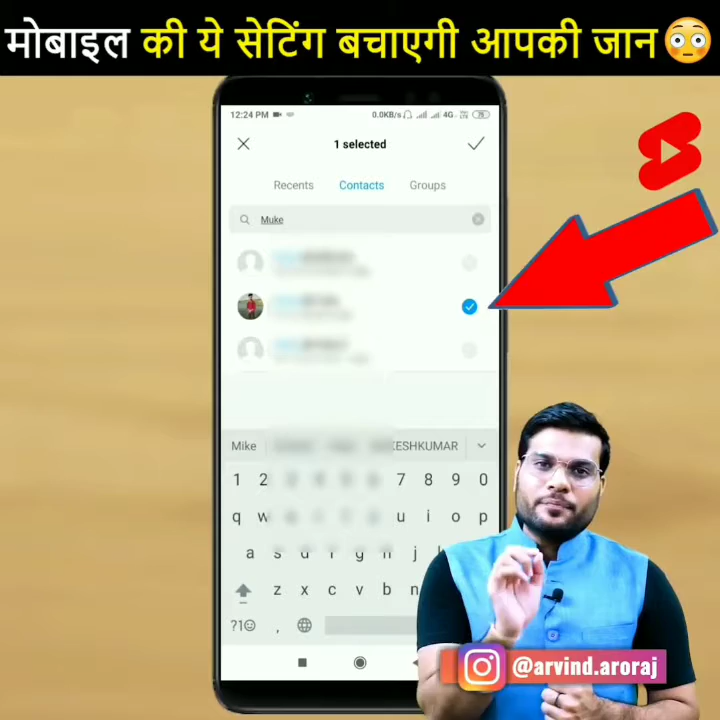 मोबाइल की ये सेटिंग बचाएगी आपकी जान
12:24 PM 0.0KB/s 4G
1 selected
Recents Contacts Groups
Muke
Mike ESHKUMAR
1 2 7 8 9 0
q w u i o p
a s d f g h j
z x c v b n
?1 ,
@arvind.aroraj